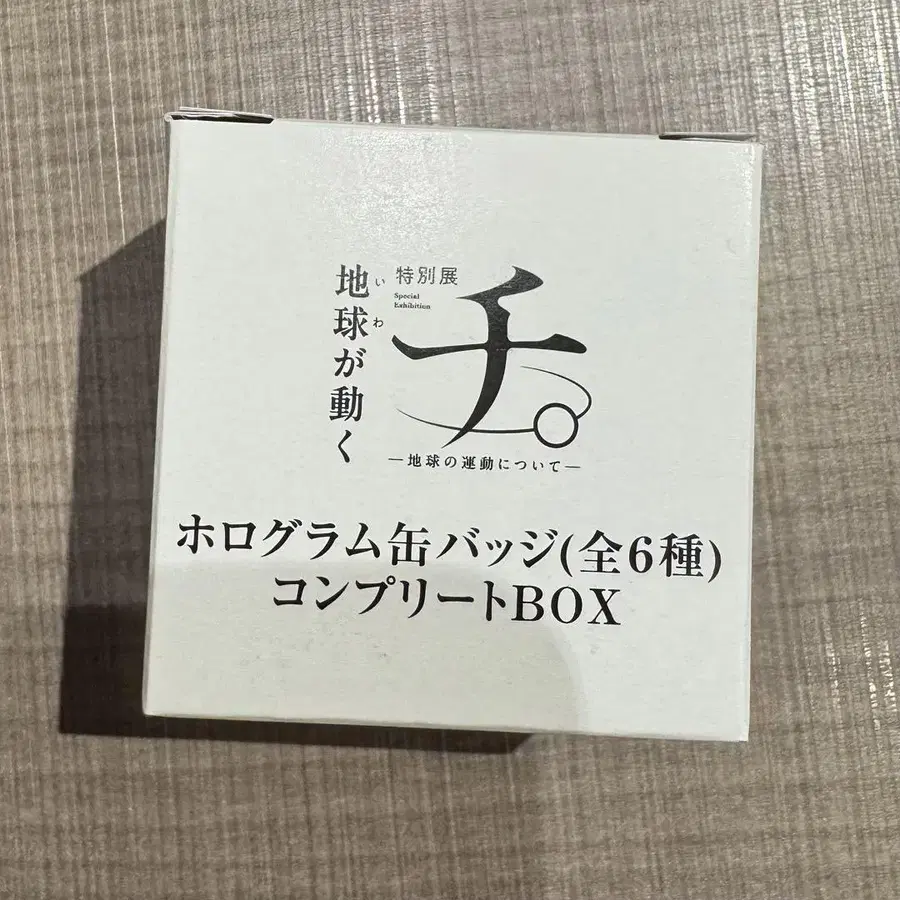 特別展
Special
Exhibition
チ。
―地球の運動について―
地球が動く
いわ
ホログラム缶バッジ(全6種)
コンプリートBOX